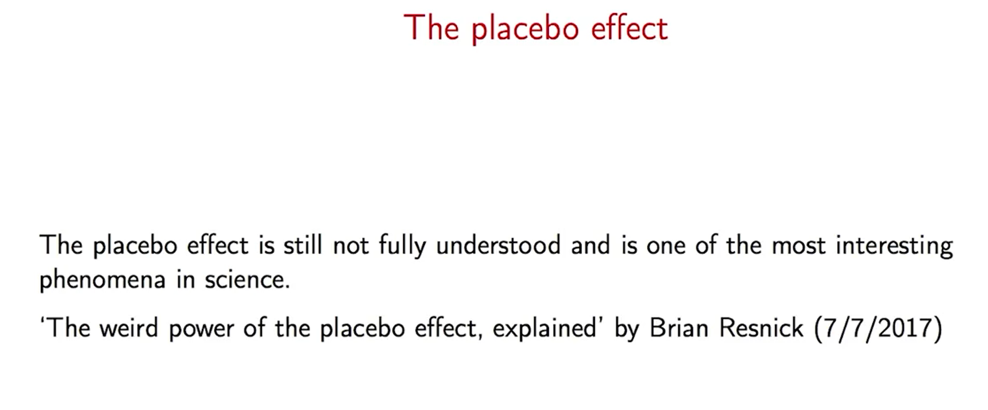 The placebo effect
The placebo effect is still not fully understood and is one of the most interesting
phenomena in science.
‘The weird power of the placebo effect, explained’ by Brian Resnick (7/7/2017)